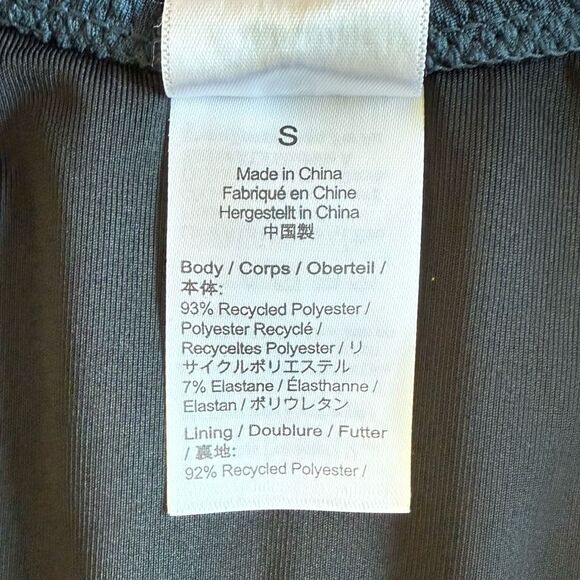 S
Made in China
Fabriqué en Chine
Hergestellt in China
中国製
Body / Corps / Oberteil /
本体:
93% Recycled Polyester /
Polyester Recyclé /
Recyceltes Polyester / リ
サイクルポリエステル
7% Elastane / Élasthanne /
Elastan / ポリウレタン
Lining / Doublure / Futter
/ 裏地:
92% Recycled Polyester /